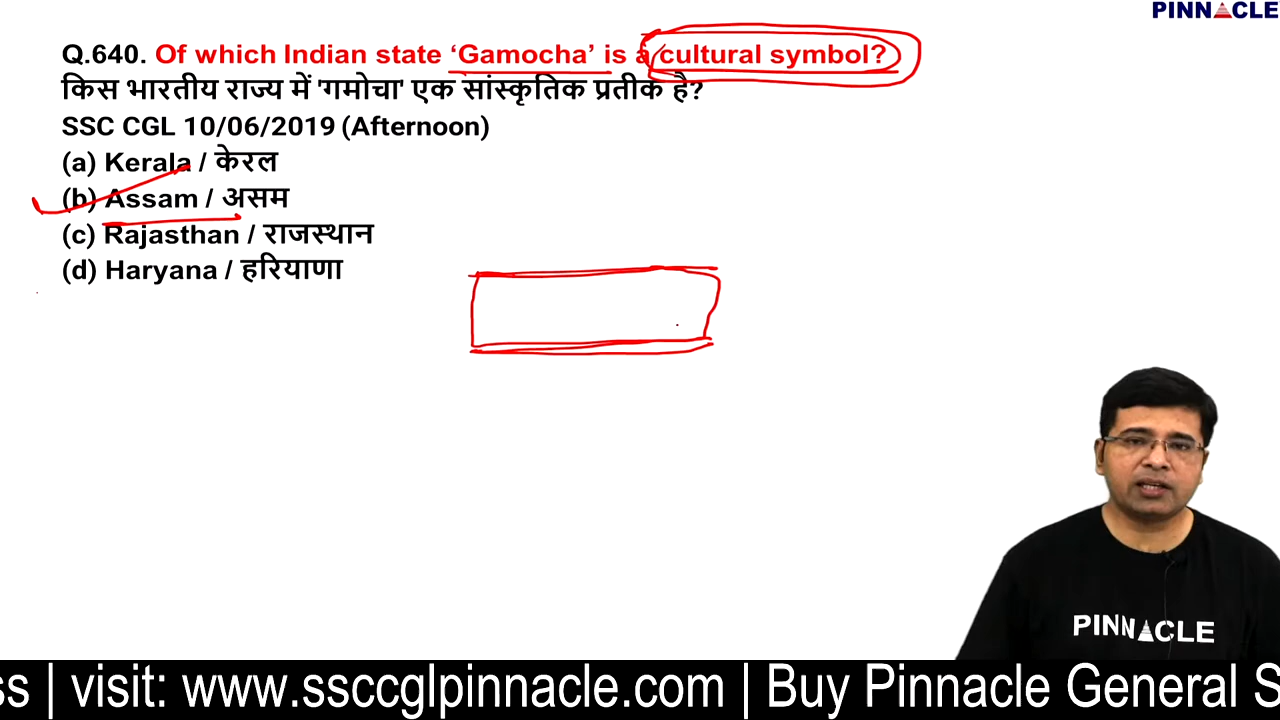 PINNACLE
Q.640. Of which Indian state ‘Gamocha’ is a cultural symbol?
किस भारतीय राज्य में 'गमोचा' एक सांस्कृतिक प्रतीक है?
SSC CGL 10/06/2019 (Afternoon)
(a) Kerala / केरल
(b) Assam / असम
(c) Rajasthan / राजस्थान
(d) Haryana / हरियाणा
PINNACLE
ss | visit: www.ssccglpinnacle.com | Buy Pinnacle General S